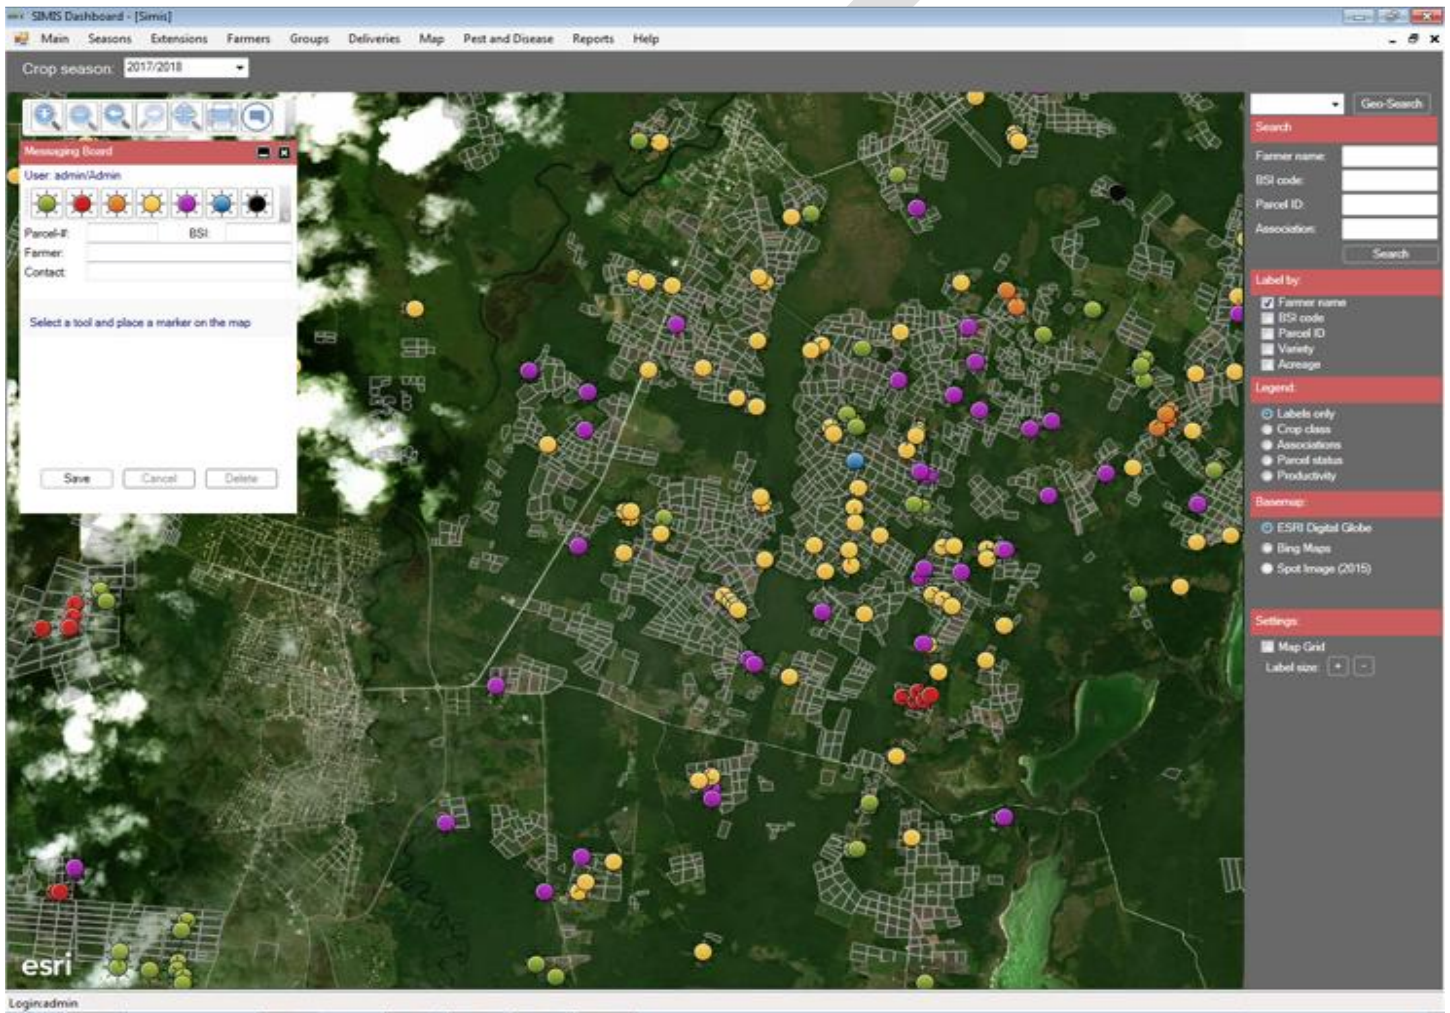 SIMIS Dashboard - [Simis]
Main Seasons Extensions Farmers Groups Deliveries Map Pest and Disease Reports Help
Crop season: 2017/2018
Messaging Board
User: admin/Admin
Parcel-#: BSI:
Farmer:
Contact:
Select a tool and place a marker on the map
Save Cancel Delete
Geo-Search
Search
Farmer name:
BSI code:
Parcel ID:
Association:
Search
Label by:
Farmer name
BSI code
Parcel ID
Variety
Acreage
Legend:
Labels only
Crop class
Associations
Parcel status
Productivity
Basemap:
ESRI Digital Globe
Bing Maps
Spot Image (2015)
Settings:
Map Grid
Label size: + -
esri
Login:admin